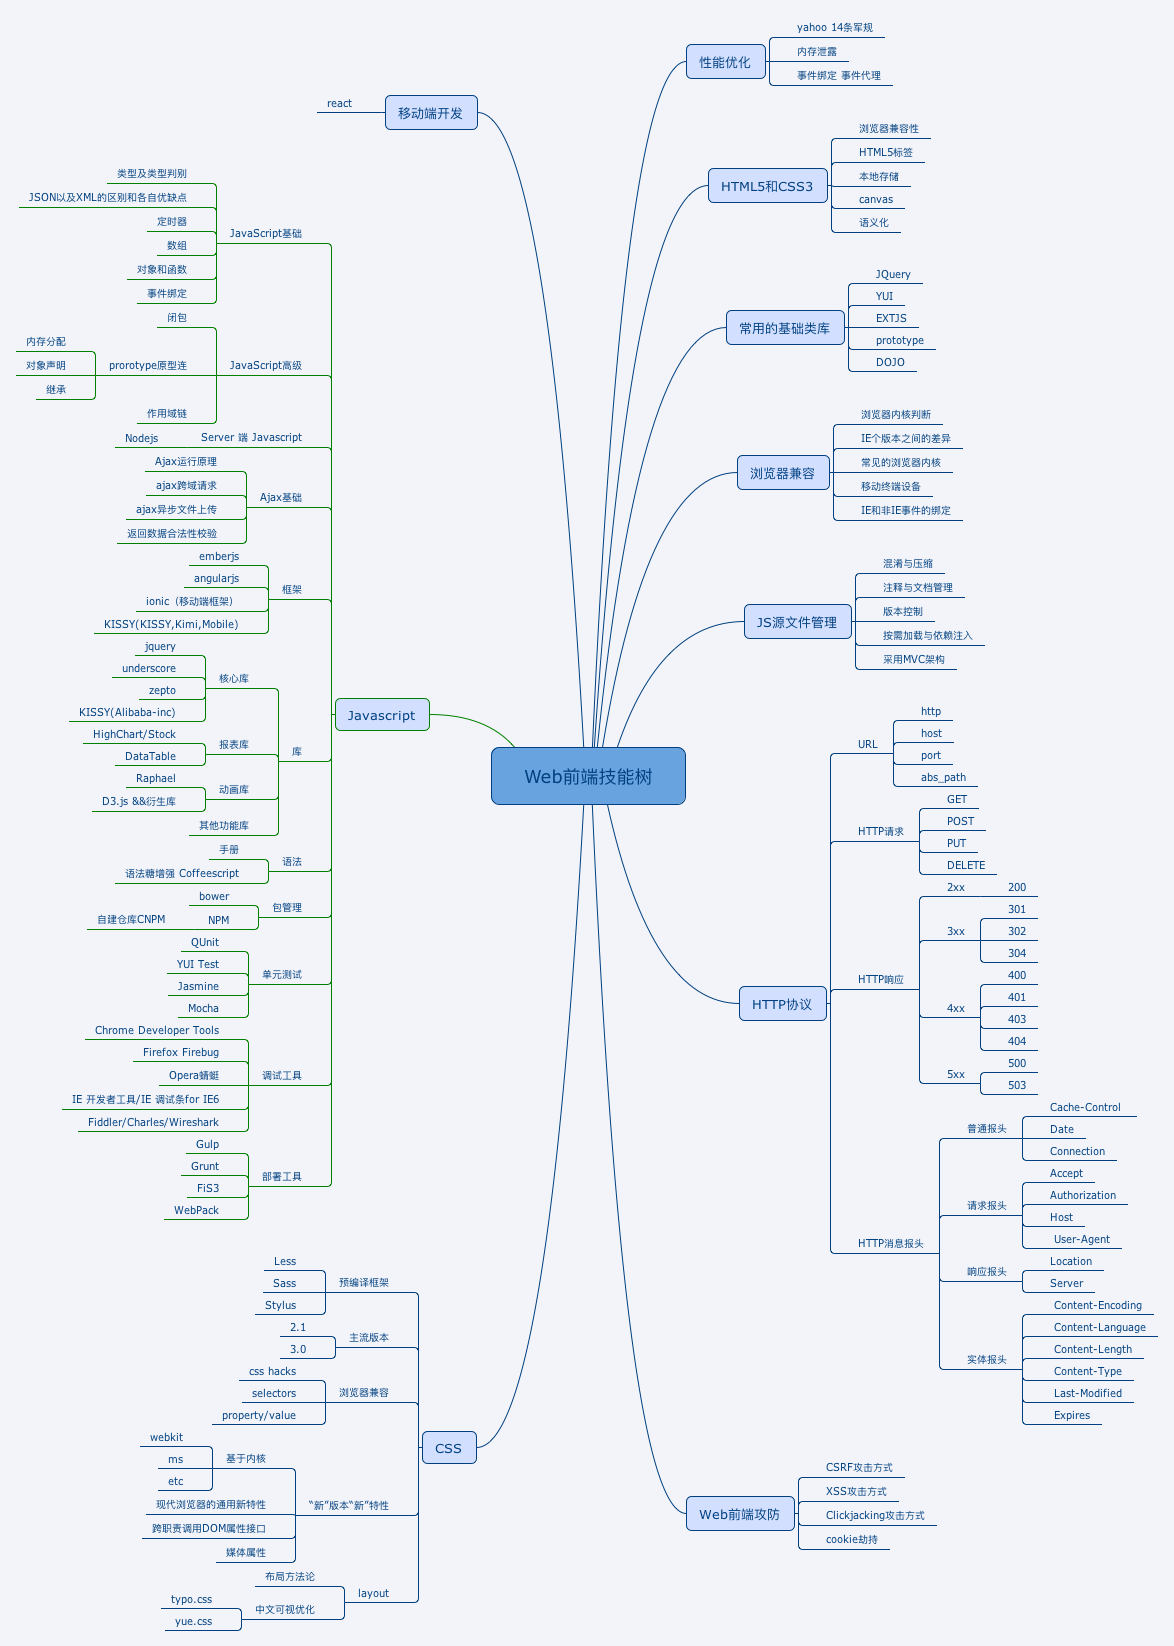 Web前端技能树
性能优化
yahoo 14条军规
内存泄露
事件绑定 事件代理
HTML5和CSS3
浏览器兼容性
HTML5标签
本地存储
canvas
语义化
常用的基础类库
JQuery
YUI
EXTJS
prototype
DOJO
浏览器兼容
浏览器内核判断
IE个版本之间的差异
常见的浏览器内核
移动终端设备
IE和非IE事件的绑定
JS源文件管理
混淆与压缩
注释与文档管理
版本控制
按需加载与依赖注入
采用MVC架构
HTTP协议
URL
http
host
port
abs_path
HTTP请求
GET
POST
PUT
DELETE
HTTP响应
2xx
200
3xx
301
302
304
4xx
400
401
403
404
5xx
500
503
HTTP消息报头
普通报头
Cache-Control
Date
Connection
请求报头
Accept
Authorization
Host
User-Agent
响应报头
Location
Server
实体报头
Content-Encoding
Content-Language
Content-Length
Content-Type
Last-Modified
Expires
Web前端攻防
CSRF攻击方式
XSS攻击方式
Clickjacking攻击方式
cookie劫持
移动端开发
react
Javascript
JavaScript基础
类型及类型判别
JSON以及XML的区别和各自优缺点
定时器
数组
对象和函数
事件绑定
JavaScript高级
闭包
prorotype原型连
内存分配
对象声明
继承
作用域链
Server 端 Javascript
Nodejs
Ajax基础
Ajax运行原理
ajax跨域请求
ajax异步文件上传
返回数据合法性校验
框架
emberjs
angularjs
ionic（移动端框架）
KISSY(KISSY,Kimi,Mobile)
库
核心库
jquery
underscore
zepto
KISSY(Alibaba-inc)
报表库
HighChart/Stock
DataTable
动画库
Raphael
D3.js &&衍生库
其他功能库
语法
手册
语法糖增强 Coffeescript
包管理
bower
NPM
自建仓库CNPM
单元测试
QUnit
YUI Test
Jasmine
Mocha
调试工具
Chrome Developer Tools
Firefox Firebug
Opera蜻蜓
IE 开发者工具/IE 调试条for IE6
Fiddler/Charles/Wireshark
部署工具
Gulp
Grunt
FiS3
WebPack
CSS
预编译框架
Less
Sass
Stylus
主流版本
2.1
3.0
浏览器兼容
css hacks
selectors
property/value
“新”版本“新”特性
基于内核
webkit
ms
etc
现代浏览器的通用新特性
跨职责调用DOM属性接口
媒体属性
layout
布局方法论
中文可视优化
typo.css
yue.css